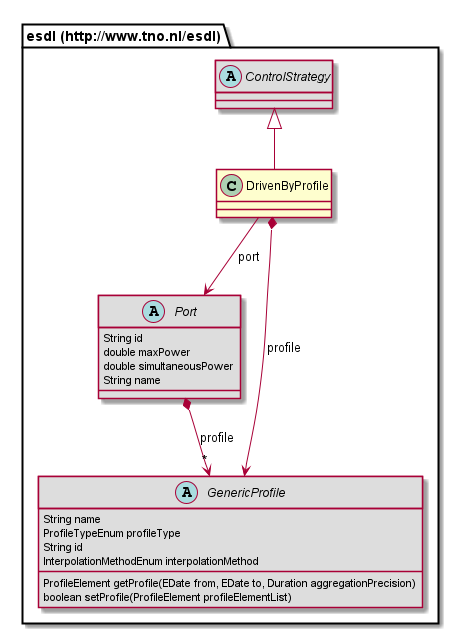 esdl (http://www.tno.nl/esdl)
A ControlStrategy
C DrivenByProfile
port
A Port
String id
double maxPower
double simultaneousPower
String name
profile
profile
*
A GenericProfile
String name
ProfileTypeEnum profileType
String id
InterpolationMethodEnum interpolationMethod
ProfileElement getProfile(EDate from, EDate to, Duration aggregationPrecision)
boolean setProfile(ProfileElement profileElementList)